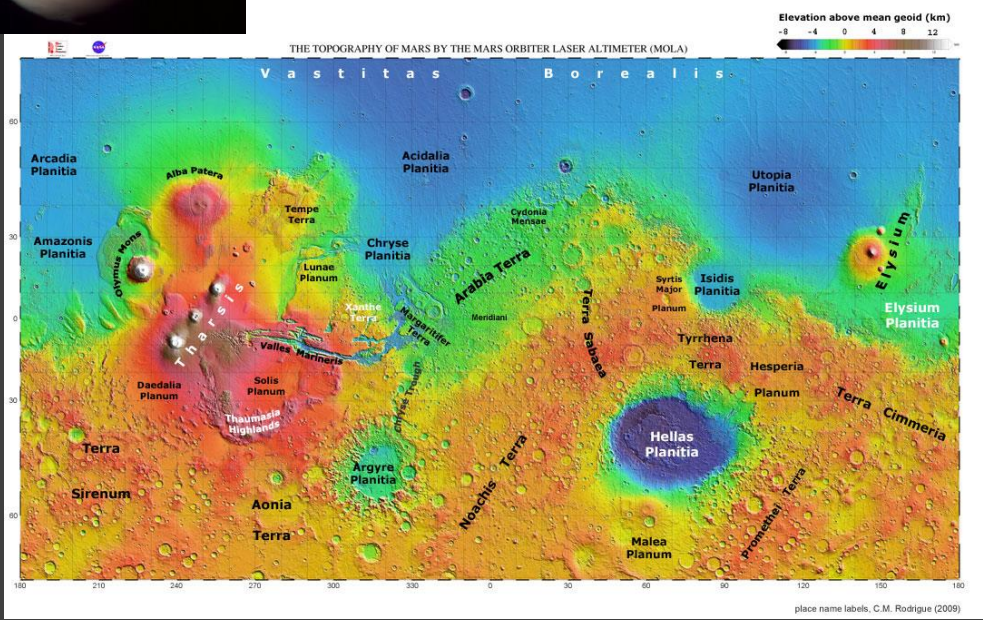 Elevation above mean geoid (km)
-8 -4 0 4 8 12
THE TOPOGRAPHY OF MARS BY THE MARS ORBITER LASER ALTIMETER (MOLA)
Vastitas Borealis
60
Arcadia
Planitia
Alba Patera
Acidalia
Planitia
Utopia
Planitia
Tempe
Terra
Cydonia
Mensae
30
Amazonis
Planitia
Olympus Mons
Chryse
Planitia
Lunae
Planum
Arabia Terra
Syrtis
Major
Planum
Isidis
Planitia
Elysium
Elysium
Planitia
Xanthe
Terra
0
Tharsis
Margaritifer
Terra
Meridiani
Terra Sabaea
Valles Marineris
Tyrrhena
Terra
Hesperia
Planum
Daedalia
Planum
Solis
Planum
Chryse Trough
30
Thaumasia
Highlands
Terra Cimmeria
Terra
Sirenum
Argyre
Planitia
Noachis Terra
Hellas
Planitia
Aonia
Terra
Promethei Terra
60
Malea
Planum
180 210 240 270 300 330 0 30 60 90 120 150 180
place name labels, C.M. Rodrigue (2009)